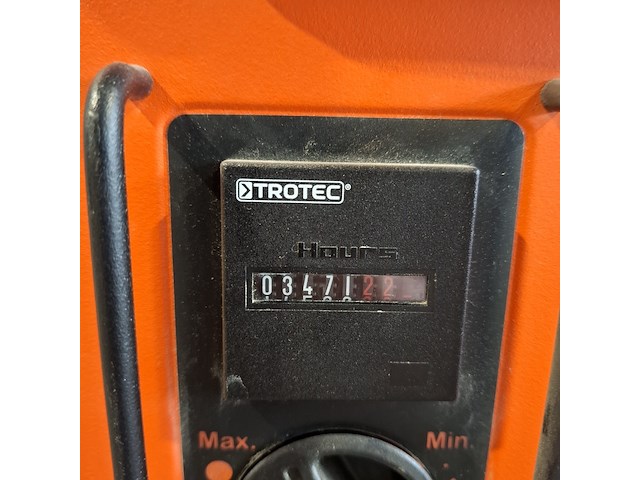 TROTEC®
Hours
0347122
Max. Min.